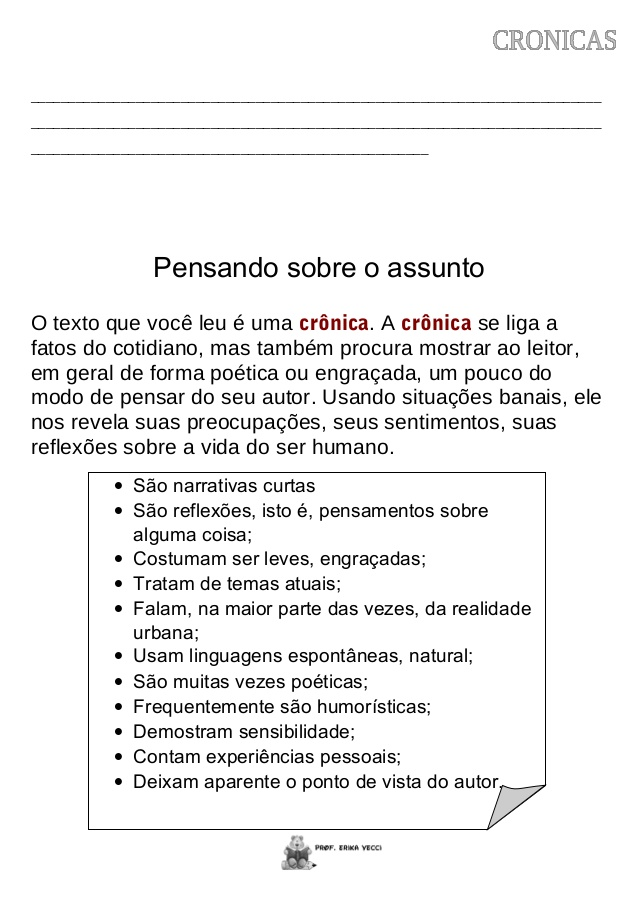 CRONICAS
Pensando sobre o assunto
O texto que você leu é uma crônica. A crônica se liga a
fatos do cotidiano, mas também procura mostrar ao leitor,
em geral de forma poética ou engraçada, um pouco do
modo de pensar do seu autor. Usando situações banais, ele
nos revela suas preocupações, seus sentimentos, suas
reflexões sobre a vida do ser humano.
• São narrativas curtas
• São reflexões, isto é, pensamentos sobre
alguma coisa;
• Costumam ser leves, engraçadas;
• Tratam de temas atuais;
• Falam, na maior parte das vezes, da realidade
urbana;
• Usam linguagens espontâneas, natural;
• São muitas vezes poéticas;
• Frequentemente são humorísticas;
• Demostram sensibilidade;
• Contam experiências pessoais;
• Deixam aparente o ponto de vista do autor.
PROF. ERIKA VECCI